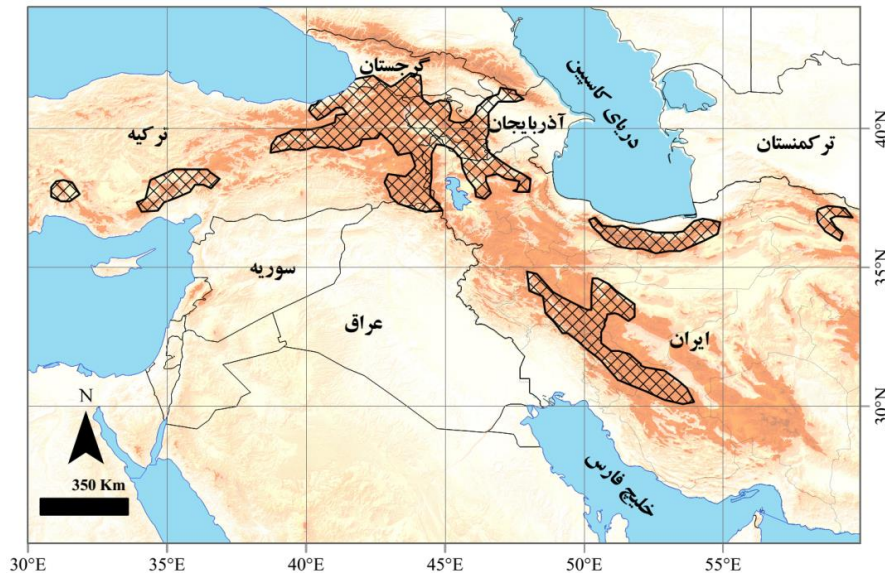 گرجستان
آذربایجان
دریای کاسپین
ترکیه
ترکمنستان
40°N
سوریه
35°N
عراق
ایران
30°N
خلیج فارس
N
350 Km
30°E
35°E
40°E
45°E
50°E
55°E